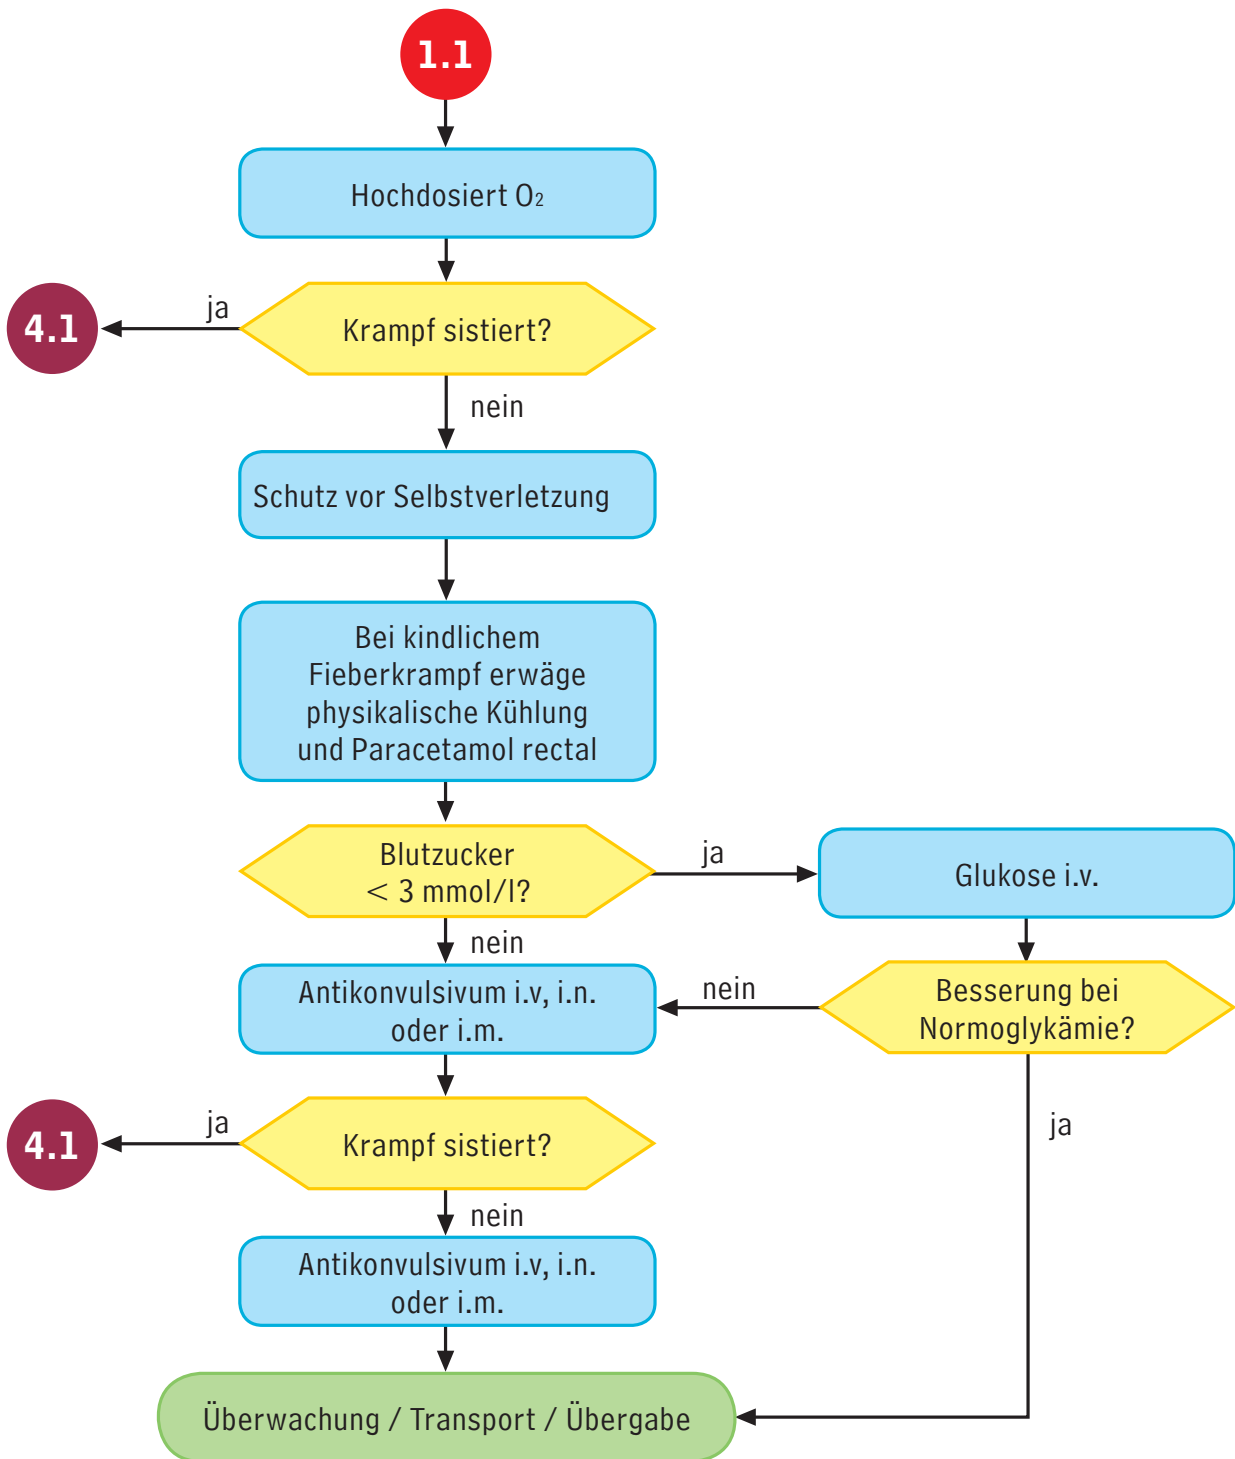 1.1
Hochdosiert O₂
4.1
ja
Krampf sistiert?
nein
Schutz vor Selbstverletzung
Bei kindlichem
Fieberkrampf erwäge
physikalische Kühlung
und Paracetamol rectal
Blutzucker
< 3 mmol/l?
ja
Glukose i.v.
nein
Antikonvulsivum i.v, i.n.
oder i.m.
nein
Besserung bei
Normoglykämie?
4.1
ja
Krampf sistiert?
ja
nein
Antikonvulsivum i.v, i.n.
oder i.m.
Überwachung / Transport / Übergabe